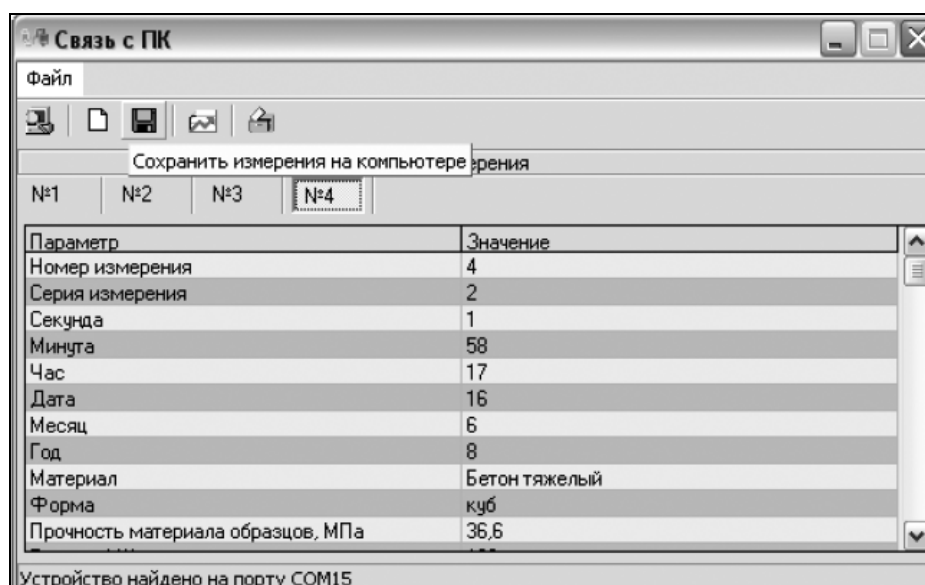 Связь с ПК
Файл
Сохранить измерения на компьютере
№1 №2 №3 №4
Параметр Значение
Номер измерения 4
Серия измерения 2
Секунда 1
Минута 58
Час 17
Дата 16
Месяц 6
Год 8
Материал Бетон тяжелый
Форма куб
Прочность материала образцов, МПа 36,6
Устройство найдено на порту COM15